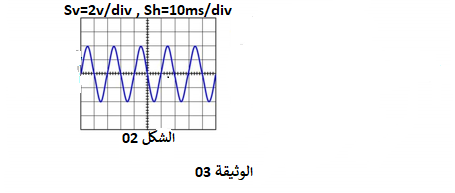 Sv=2v/div , Sh=10ms/div
الشكل 02
الوثيقة 03